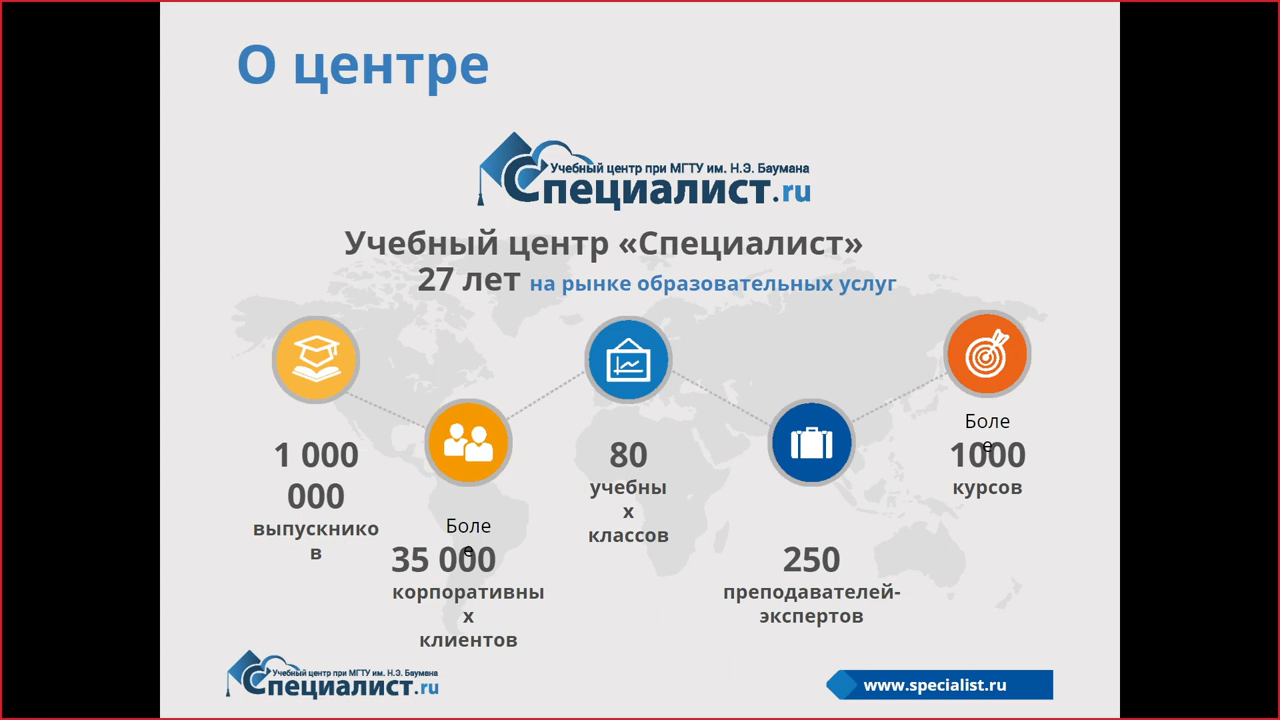 О центре
Учебный центр при МГТУ им. Н.Э. Баумана
Специалист.ru
Учебный центр «Специалист»
27 лет на рынке образовательных услуг
1 000
000
выпускнико
в
Боле
е
35 000
корпоративны
х
клиентов
80
учебны
х
классов
250
преподавателей-
экспертов
Боле
е
1000
курсов
Учебный центр при МГТУ им. Н.Э. Баумана
Специалист.ru
www.specialist.ru